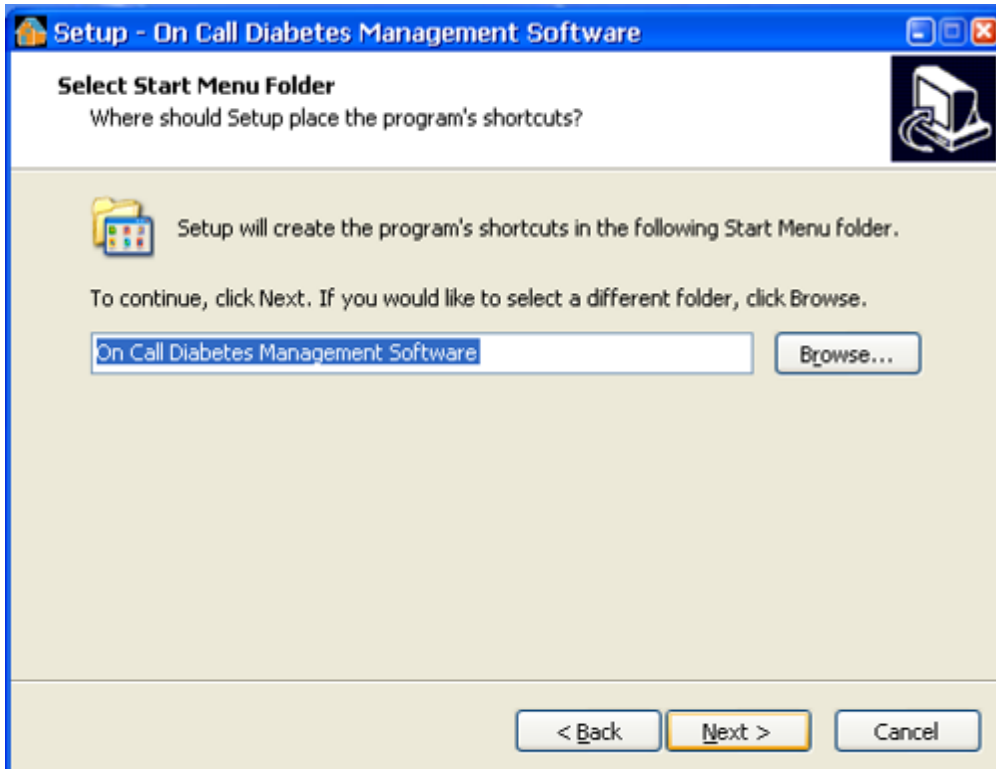 Setup - On Call Diabetes Management Software
Select Start Menu Folder
Where should Setup place the program's shortcuts?
Setup will create the program's shortcuts in the following Start Menu folder.
To continue, click Next. If you would like to select a different folder, click Browse.
On Call Diabetes Management Software
Browse...
< Back
Next >
Cancel